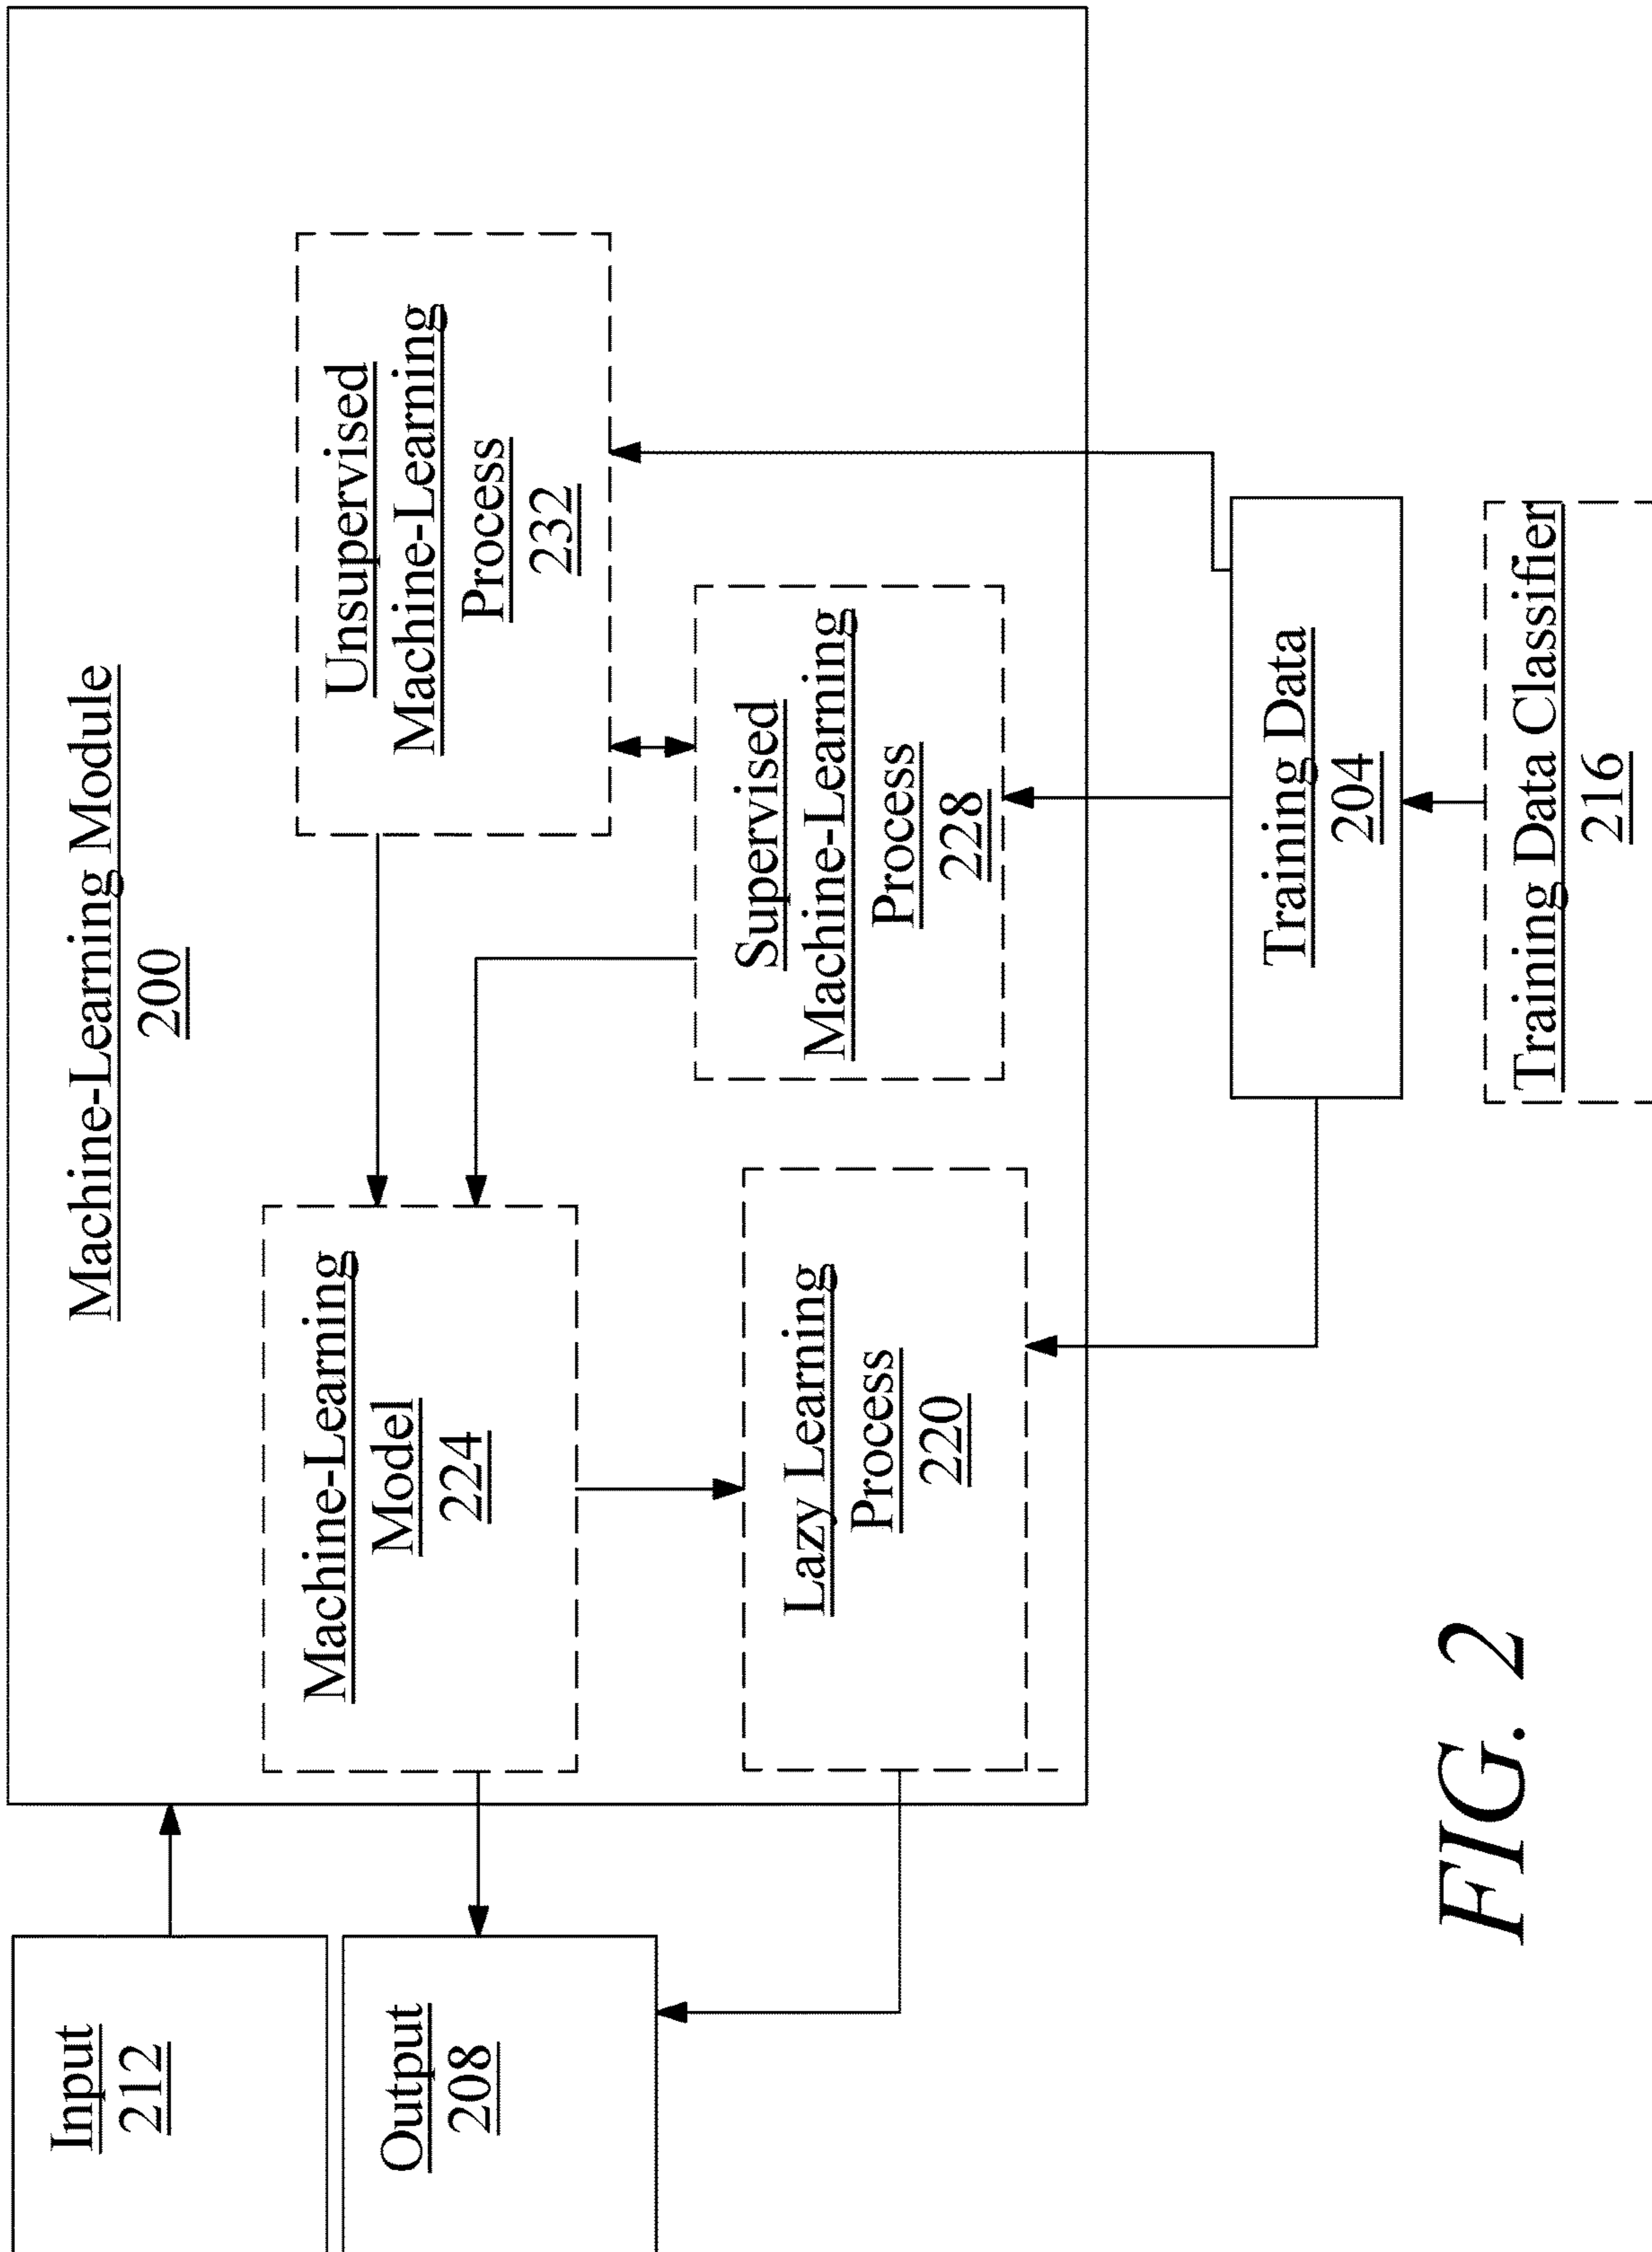 Machine-Learning Module
200
Input
212
Output
208
Machine-Learning
Model
224
Unsupervised
Machine-Learning
Process
232
Lazy Learning
Process
220
Supervised
Machine-Learning
Process
228
Training Data
204
Training Data Classifier
216
FIG. 2